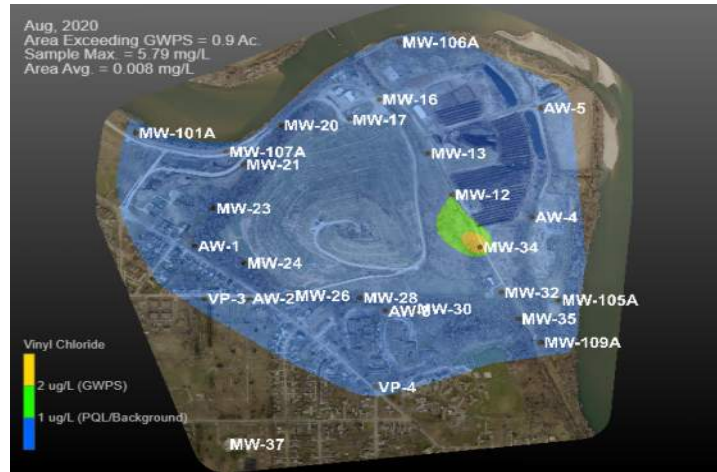 Aug, 2020
Area Exceeding GWPS = 0.9 Ac.
Sample Max. = 5.79 mg/L
Area Avg. = 0.008 mg/L
MW-106A
MW-16
AW-5
MW-17
MW-20
MW-101A
MW-107A
MW-13
MW-21
MW-12
MW-23
AW-4
AW-1
MW-34
MW-24
MW-32
VP-3
AW-2
MW-26
MW-28
MW-105A
MW-30
MW-35
MW-109A
Vinyl Chloride
2 ug/L (GWPS)
VP-4
1 ug/L (PQL/Background)
MW-37